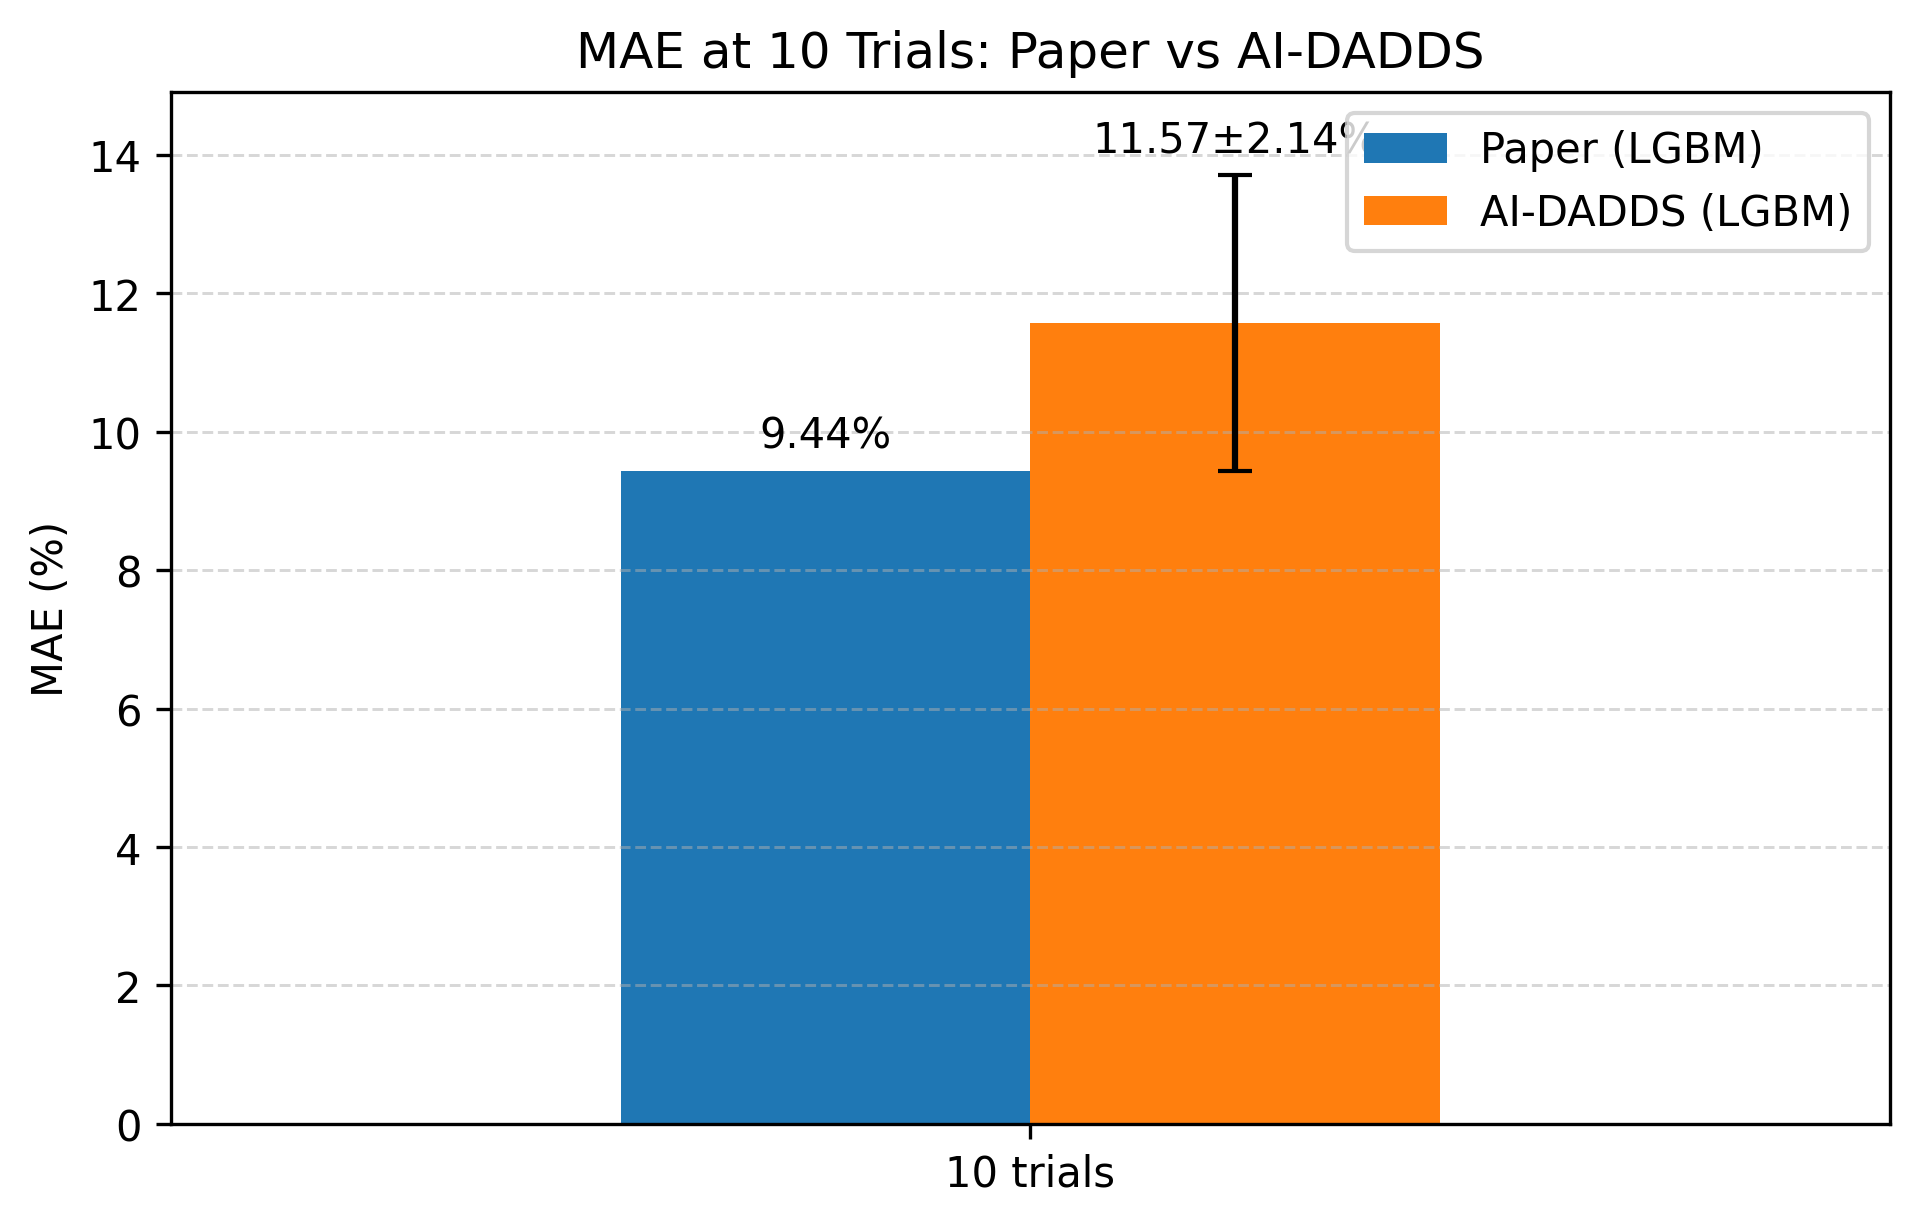 MAE at 10 Trials: Paper vs AI-DADDS
11.57±2.14%
Paper (LGBM)
AI-DADDS (LGBM)
9.44%
MAE (%)
14
12
10
8
6
4
2
0
10 trials